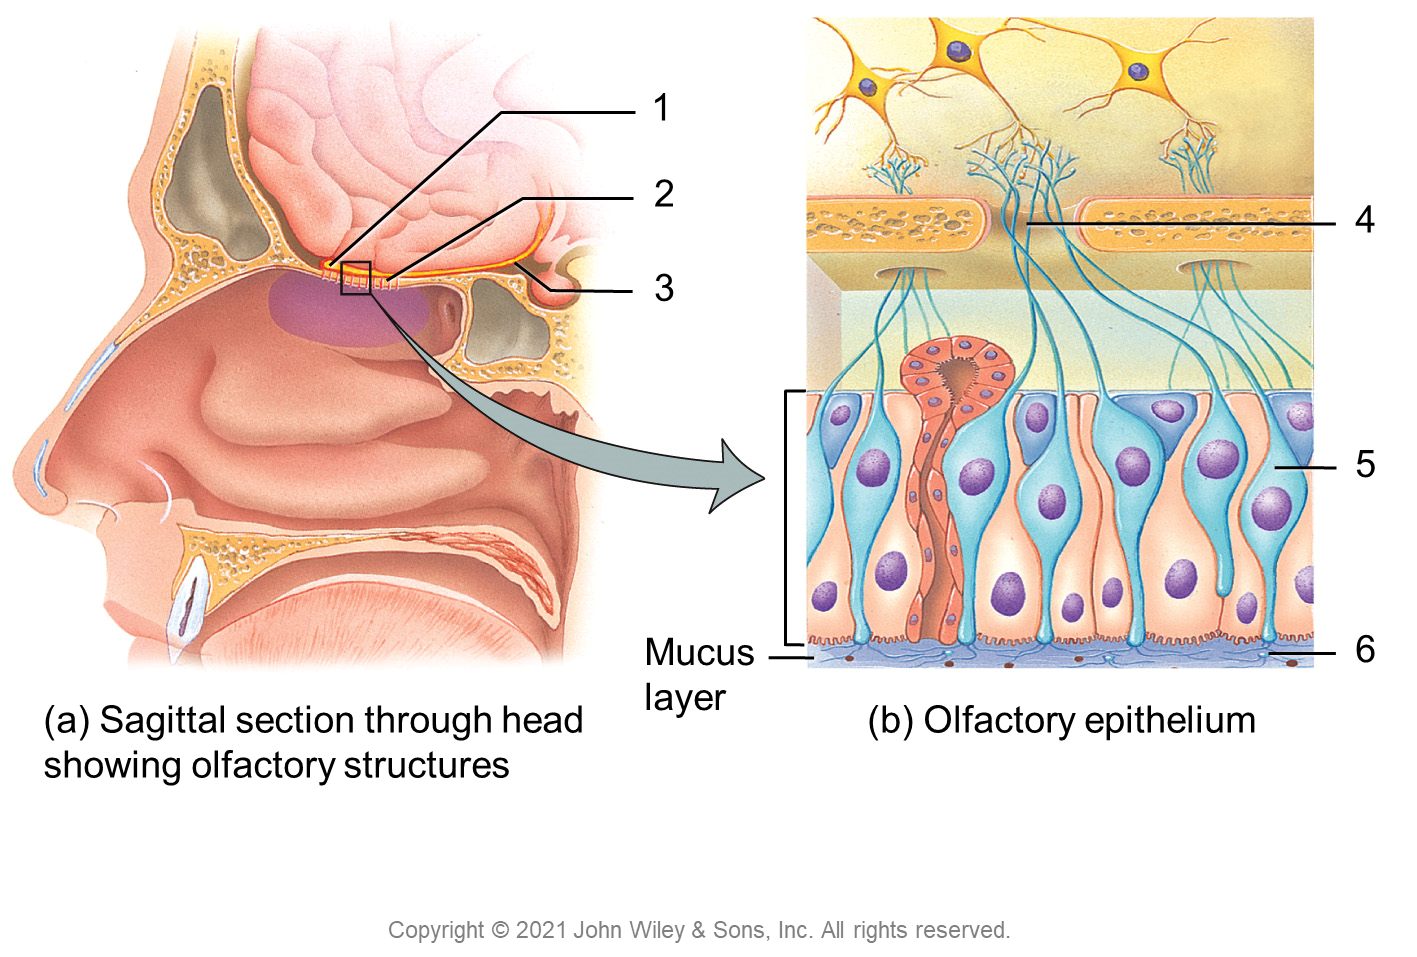 1
2
3
4
5
6
Mucus
layer
(a) Sagittal section through head
showing olfactory structures
(b) Olfactory epithelium
Copyright © 2021 John Wiley & Sons, Inc. All rights reserved.